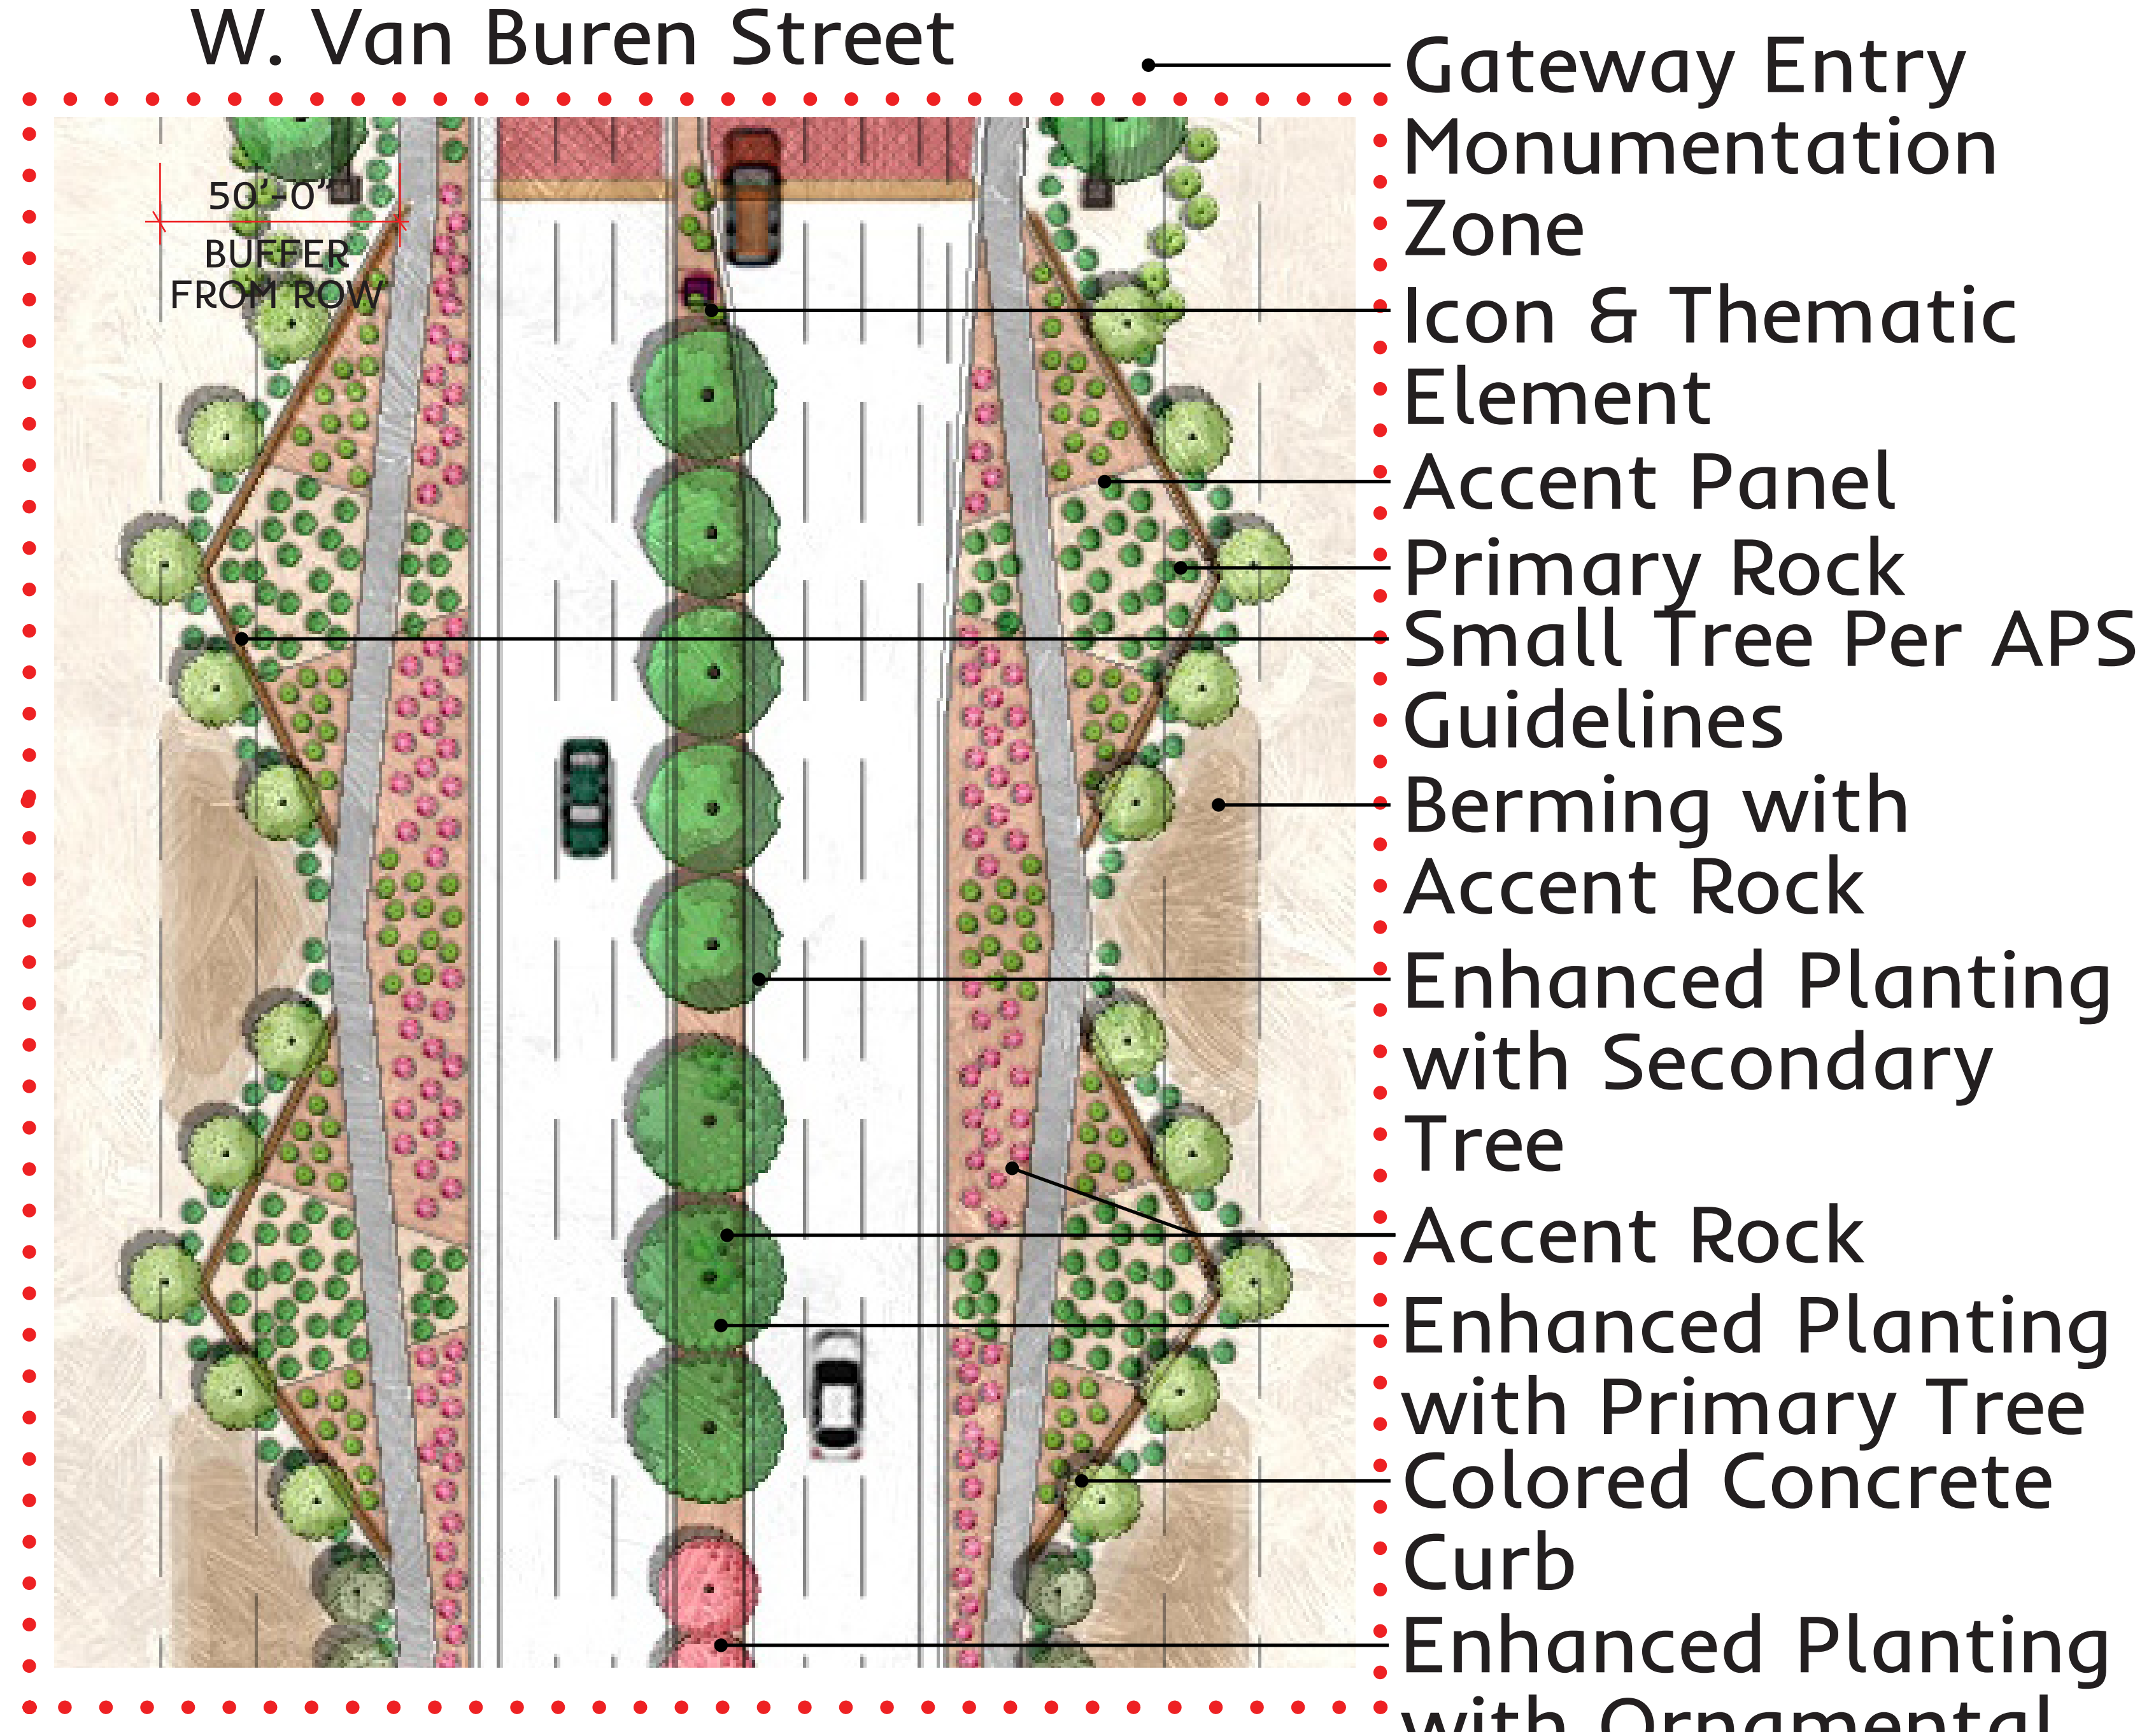 W. Van Buren Street
Gateway Entry
Monumentation
Zone
50'-0"
BUFFER
FROM ROW
Icon & Thematic
Element
Accent Panel
Primary Rock
Small Tree Per APS
Guidelines
Berming with
Accent Rock
Enhanced Planting
with Secondary
Tree
Accent Rock
Enhanced Planting
with Primary Tree
Colored Concrete
Curb
Enhanced Planting
with Ornamental